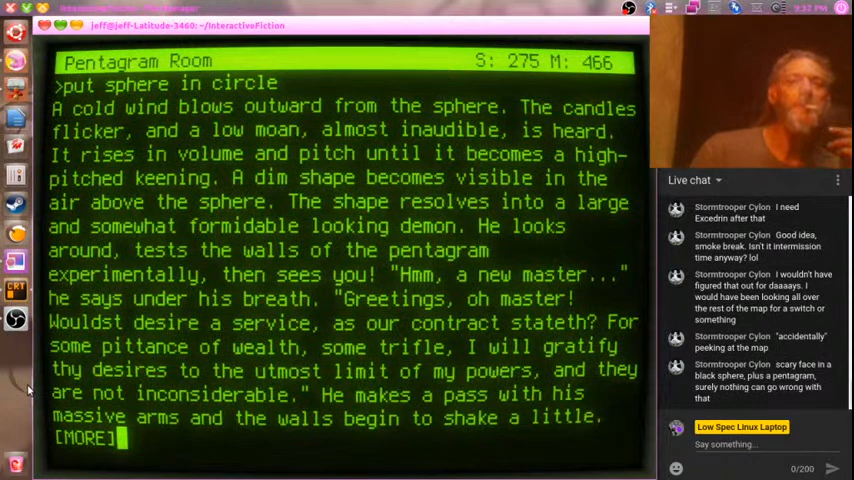 9:32 PM
jeff@jeff-Latitude-3460: ~/InteractiveFiction
Pentagram Room S: 275 M: 466
>put sphere in circle
A cold wind blows outward from the sphere. The candles
flicker, and a low moan, almost inaudible, is heard.
It rises in volume and pitch until it becomes a high-
pitched keening. A dim shape becomes visible in the
air above the sphere. The shape resolves into a large
and somewhat formidable looking demon. He looks
around, tests the walls of the pentagram
experimentally, then sees you! "Hmm, a new master..."
he says under his breath. "Greetings, oh master!
Wouldst desire a service, as our contract stateth? For
some pittance of wealth, some trifle, I will gratify
thy desires to the utmost limit of my powers, and they
are not inconsiderable." He makes a pass with his
massive arms and the walls begin to shake a little.
[MORE]
CRT
Live chat
Stormtrooper Cylon I need
Excedrin after that
Stormtrooper Cylon Good idea,
smoke break. Isn't it intermission
time anyway? lol
Stormtrooper Cylon I wouldn't have
figured that out for daaaays. I
would have been looking all over
the rest of the map for a switch or
something
Stormtrooper Cylon "accidentally"
peeking at the map
Stormtrooper Cylon scary face in a
black sphere, plus a pentagram,
surely nothing can go wrong with
that
Low Spec Linux Laptop
Say something...
0/200